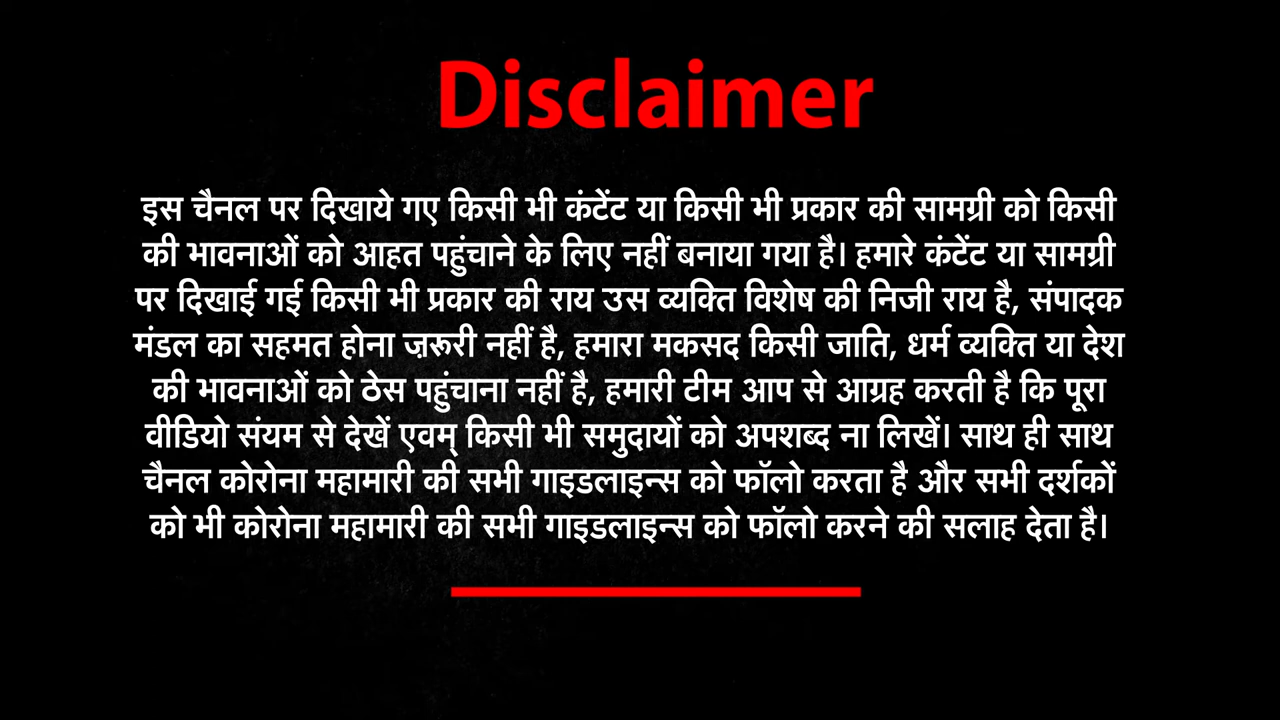 Disclaimer
इस चैनल पर दिखाये गए किसी भी कंटेंट या किसी भी प्रकार की सामग्री को किसी
की भावनाओं को आहत पहुंचाने के लिए नहीं बनाया गया है। हमारे कंटेंट या सामग्री
पर दिखाई गई किसी भी प्रकार की राय उस व्यक्ति विशेष की निजी राय है, संपादक
मंडल का सहमत होना ज़रूरी नहीं है, हमारा मकसद किसी जाति, धर्म व्यक्ति या देश
की भावनाओं को ठेस पहुंचाना नहीं है, हमारी टीम आप से आग्रह करती है कि पूरा
वीडियो संयम से देखें एवम् किसी भी समुदायों को अपशब्द ना लिखें। साथ ही साथ
चैनल कोरोना महामारी की सभी गाइडलाइन्स को फॉलो करता है और सभी दर्शकों
को भी कोरोना महामारी की सभी गाइडलाइन्स को फॉलो करने की सलाह देता है।